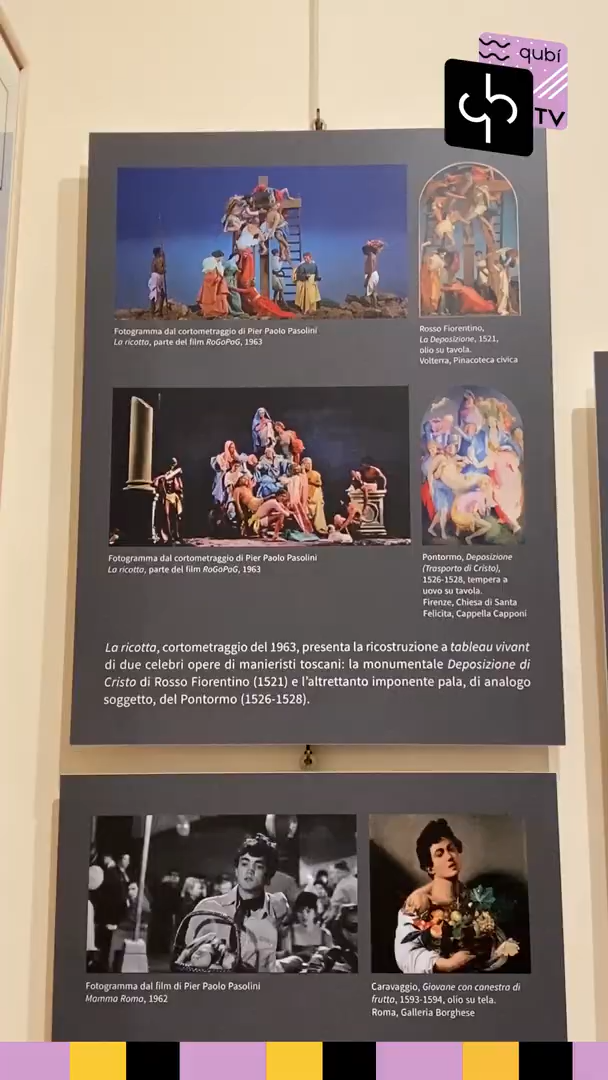 qubí
TV
Fotogramma dal cortometraggio di Pier Paolo Pasolini
La ricotta, parte del film RoGoPaG, 1963
Rosso Fiorentino,
La Deposizione, 1521,
olio su tavola.
Volterra, Pinacoteca civica
Fotogramma dal cortometraggio di Pier Paolo Pasolini
La ricotta, parte del film RoGoPaG, 1963
Pontormo, Deposizione
(Trasporto di Cristo),
1526-1528, tempera a
uovo su tavola.
Firenze, Chiesa di Santa
Felicita, Cappella Capponi
La ricotta, cortometraggio del 1963, presenta la ricostruzione a tableau vivant
di due celebri opere di manieristi toscani: la monumentale Deposizione di
Cristo di Rosso Fiorentino (1521) e l'altrettanto imponente pala, di analogo
soggetto, del Pontormo (1526-1528).
Fotogramma dal film di Pier Paolo Pasolini
Mamma Roma, 1962
Caravaggio, Giovane con canestra di
frutta, 1593-1594, olio su tela.
Roma, Galleria Borghese